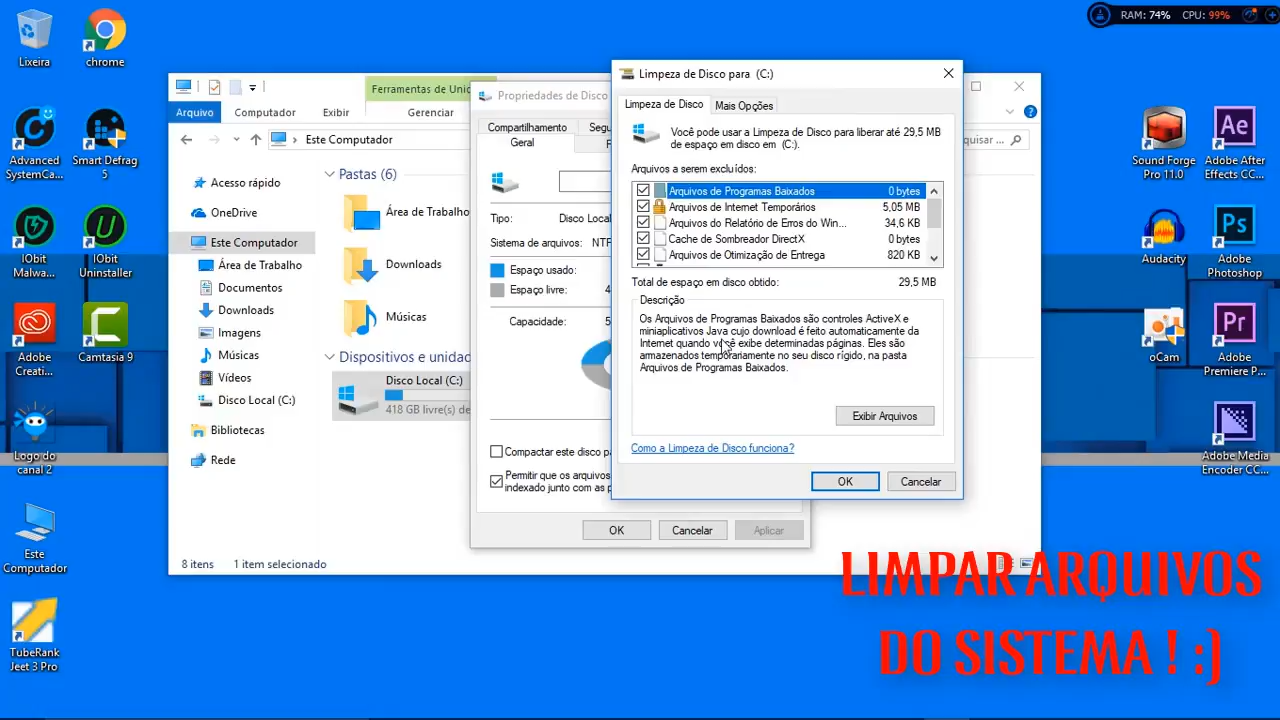 RAM: 74% CPU: 99%
Lixeira
chrome
Advanced
SystemCa...
Smart Defrag
5
IObit
Malwa...
IObit
Uninstaller
Adobe
Creati...
Camtasia 9
Logo do
canal 2
Este
Computador
TubeRank
Jeet 3 Pro
Ferramentas de Unid
Arquivo
Computador
Exibir
Gerenciar
Este Computador
quisar ...
Acesso rápido
OneDrive
Este Computador
Área de Trabalho
Documentos
Downloads
Imagens
Músicas
Vídeos
Disco Local (C:)
Bibliotecas
Rede
Pastas (6)
Área de Trabalho
Downloads
Músicas
Dispositivos e unidad
Disco Local (C:)
418 GB livre(s) de
8 itens
1 item selecionado
Propriedades de Disco
Compartilhamento
Segu
Geral
F
Tipo:
Disco Local
Sistema de arquivos:
NTF
Espaço usado:
Espaço livre:
4
Capacidade:
5
Compactar este disco pa
Permitir que os arquivos
indexado junto com as p
OK
Cancelar
Aplicar
Limpeza de Disco para (C:)
Limpeza de Disco
Mais Opções
Você pode usar a Limpeza de Disco para liberar até 29,5 MB
de espaço em disco em (C:).
Arquivos a serem excluídos:
Arquivos de Programas Baixados 0 bytes
Arquivos de Internet Temporários 5,05 MB
Arquivos do Relatório de Erros do Win... 34,6 KB
Cache de Sombreador DirectX 0 bytes
Arquivos de Otimização de Entrega 820 KB
Total de espaço em disco obtido: 29,5 MB
Descrição
Os Arquivos de Programas Baixados são controles ActiveX e
miniaplicativos Java cujo download é feito automaticamente da
Internet quando você exibe determinadas páginas. Eles são
armazenados temporariamente no seu disco rígido, na pasta
Arquivos de Programas Baixados.
Exibir Arquivos
Como a Limpeza de Disco funciona?
OK
Cancelar
Sound Forge
Pro 11.0
Adobe After
Effects CC...
Audacity
Adobe
Photoshop
oCam
Adobe
Premiere P...
Adobe Media
Encoder CC...
LIMPAR ARQUIVOS
DO SISTEMA ! :)